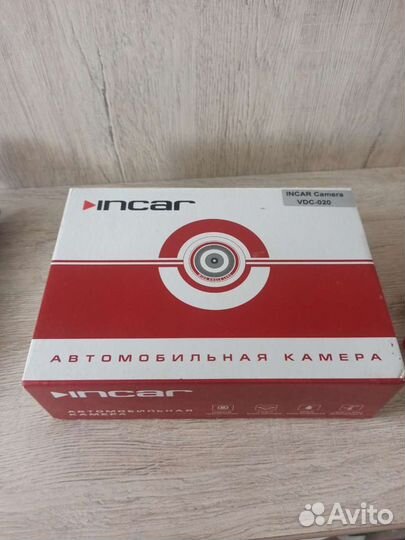 incar
INCAR Camera
VDC-020
АВТОМОБИЛЬНАЯ КАМЕРА
incar
АВТОМОБИЛЬНАЯ
КАМЕРА
Avito